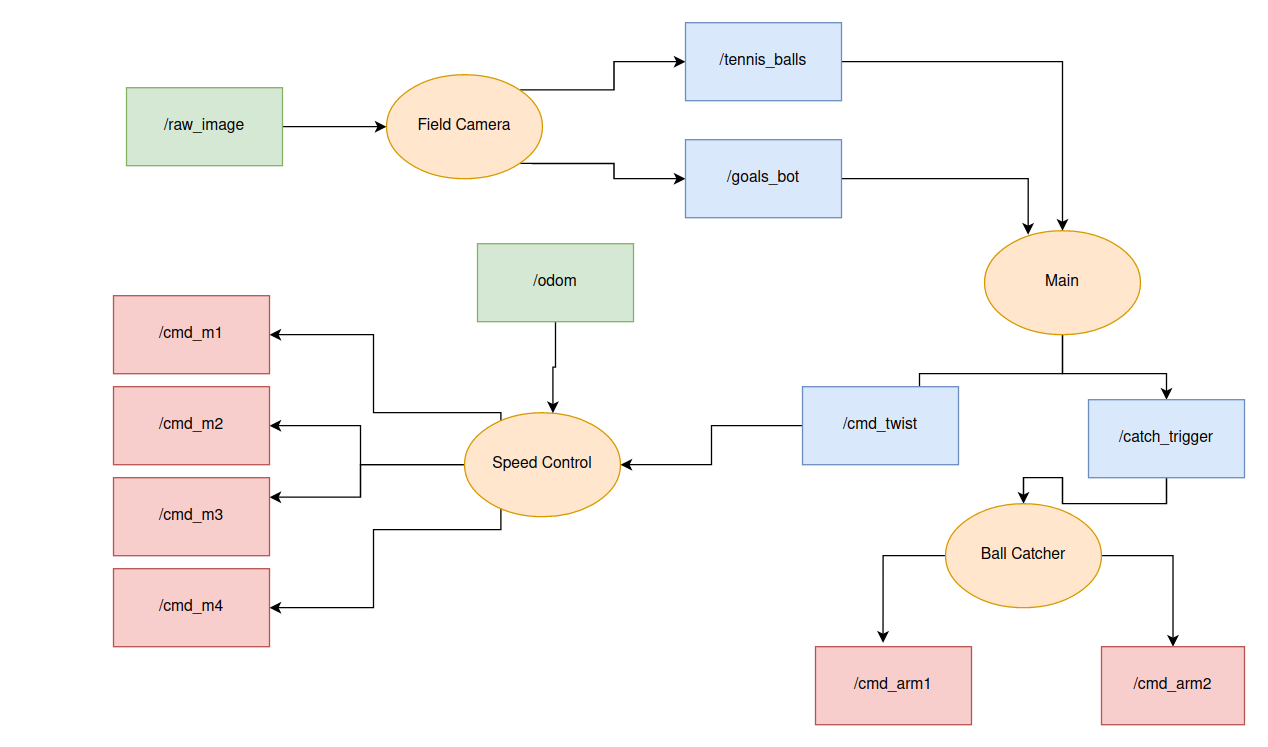 /tennis_balls
/raw_image
Field Camera
/goals_bot
/odom
Main
/cmd_m1
/cmd_m2
/cmd_twist
/catch_trigger
Speed Control
/cmd_m3
Ball Catcher
/cmd_m4
/cmd_arm1
/cmd_arm2